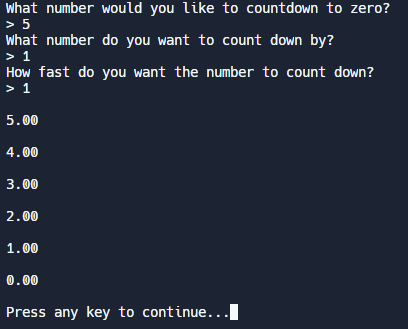 What number would you like to countdown to zero?
> 5
What number do you want to count down by?
> 1
How fast do you want the number to count down?
> 1
5.00
4.00
3.00
2.00
1.00
0.00
Press any key to continue...